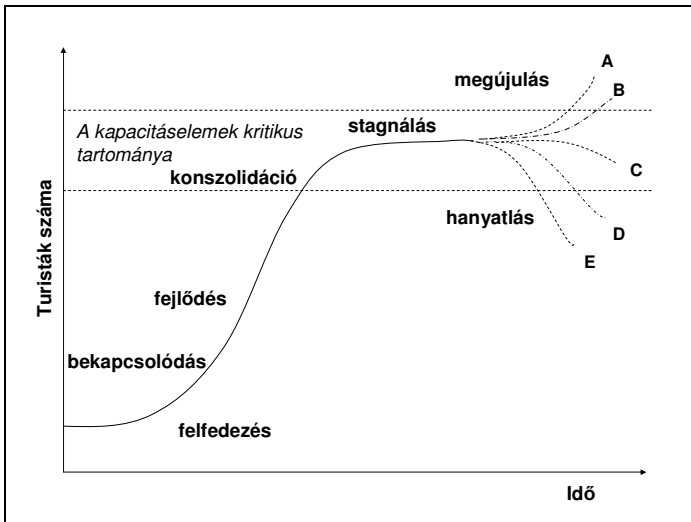 A
megújulás
B
A kapacitáselemek kritikus
tartománya
stagnálás
konszolidáció
C
hanyatlás
D
E
Turisták száma
fejlődés
bekapcsolódás
felfedezés
Idő